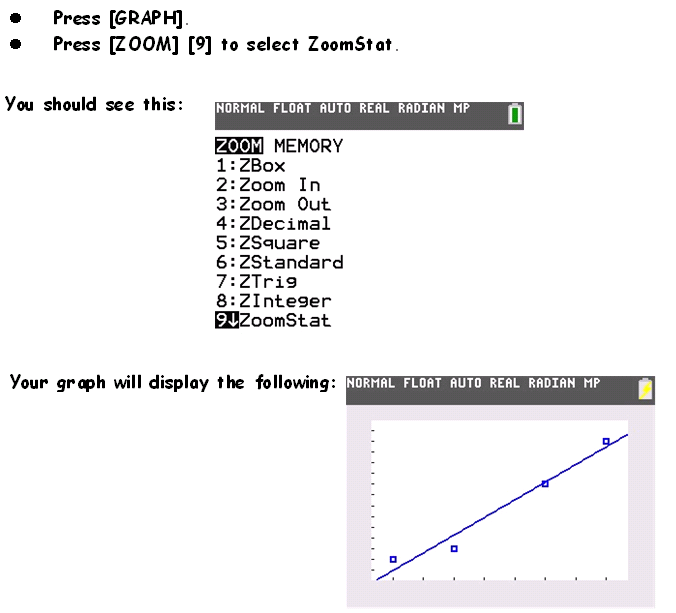 ● Press [GRAPH].
● Press [ZOOM] [9] to select ZoomStat.
You should see this:
NORMAL FLOAT AUTO REAL RADIAN MP
ZOOM MEMORY
1:ZBox
2:Zoom In
3:Zoom Out
4:ZDecimal
5:ZSquare
6:ZStandard
7:ZTrig
8:ZInteger
9↓ZoomStat
Your graph will display the following:
NORMAL FLOAT AUTO REAL RADIAN MP